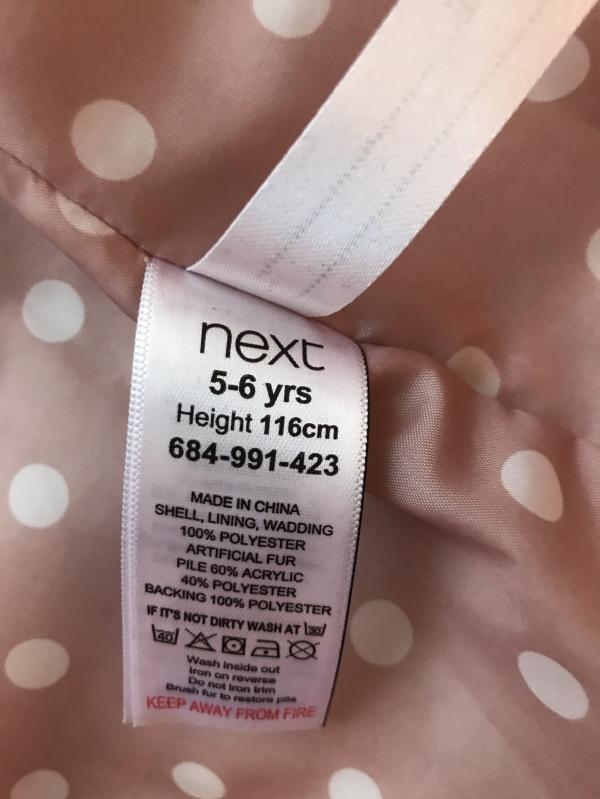 next
5-6 yrs
Height 116cm
684-991-423
MADE IN CHINA
SHELL, LINING, WADDING
100% POLYESTER
ARTIFICIAL FUR
PILE 60% ACRYLIC
40% POLYESTER
BACKING 100% POLYESTER
IF IT'S NOT DIRTY WASH AT 30
40
Wash inside out
Iron on reverse
Do not iron trim
Brush fur to restore pile
KEEP AWAY FROM FIRE